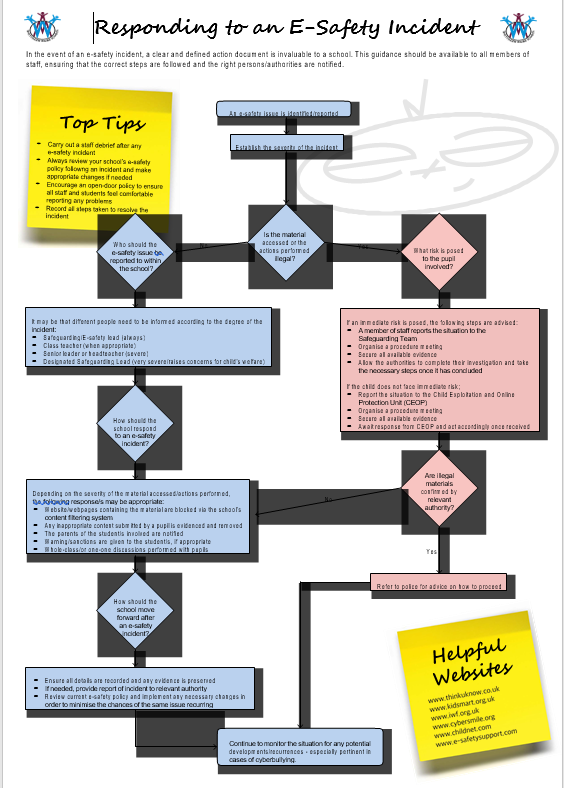 Responding to an E-Safety Incident
In the event of an e-safety incident, a clear and defined action document is invaluable to a school. This guidance should be available to all members of
staff, ensuring that the correct steps are followed and the right persons/authorities are notified.
Top Tips
Carry out a staff debrief after any
e-safety incident
Always review your school's e-safety
policy following an incident and make
appropriate changes if needed
Encourage an open-door policy to ensure
all staff and students feel comfortable
reporting any problems
Record all steps taken to resolve the
incident
An e-safety issue is identified/reported
Establish the severity of the incident
Is the material
accessed or the
actions performed
illegal?
No
Yes
Who should the
e-safety issue be
reported to within
the school?
What risk is posed
to the pupil
involved?
It may be that different people need to be informed according to the degree of the
incident:
Safeguarding/E-safety lead (always)
Class teacher (when appropriate)
Senior leader or headteacher (severe)
Designated Safeguarding Lead (very severe/raises concerns for child's welfare)
If an immediate risk is posed, the following steps are advised:
A member of staff reports the situation to the
Safeguarding Team
Organise a procedure meeting
Secure all available evidence
Allow the authorities to complete their investigation and take
the necessary steps once it has concluded
If the child does not face immediate risk;
Report the situation to the Child Exploitation and Online
Protection Unit (CEOP)
Organise a procedure meeting
Secure all available evidence
Await response from CEOP and act accordingly once received
How should the
school respond
to an e-safety
incident?
Depending on the severity of the material accessed/actions performed,
the following response/s may be appropriate:
Website/webpages containing the material are blocked via the school's
content filtering system
Any inappropriate content submitted by a pupil is evidenced and removed
The parents of the student/s involved are notified
Warning/sanctions are given to the student/s, if appropriate
Whole-class/or one-one discussions performed with pupils
Are illegal
materials
confirmed by
relevant
authority?
No
Yes
Refer to police for advice on how to proceed
How should the
school move
forward after
an e-safety
incident?
Ensure all details are recorded and any evidence is preserved
If needed, provide report of incident to relevant authority
Review current e-safety policy and implement any necessary changes in
order to minimise the chances of the same issue recurring
Continue to monitor the situation for any potential
developments/recurrences - especially pertinent in
cases of cyberbullying.
Helpful
Websites
www.thinkuknow.co.uk
www.kidsmart.org.uk
www.iwf.org.uk
www.cybersmile.org
www.childnet.com
www.e-safetysupport.com